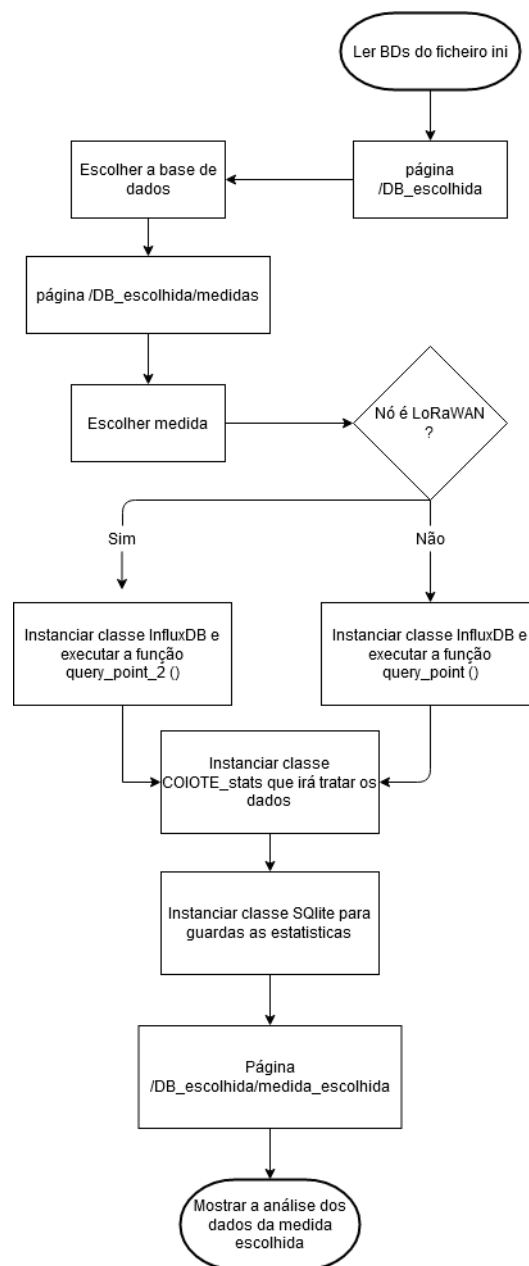 Ler BDs do ficheiro ini
página
/DB_escolhida
Escolher a base de
dados
página /DB_escolhida/medidas
Escolher medida
Nó é LoRaWAN
?
Sim
Não
Instanciar classe InfluxDB e
executar a função
query_point_2 ()
Instanciar classe InfluxDB e
executar a função
query_point ()
Instanciar classe
COIOTE_stats que irá tratar os
dados
Instanciar classe SQlite para
guardas as estatisticas
Página
/DB_escolhida/medida_escolhida
Mostrar a análise dos
dados da medida
escolhida